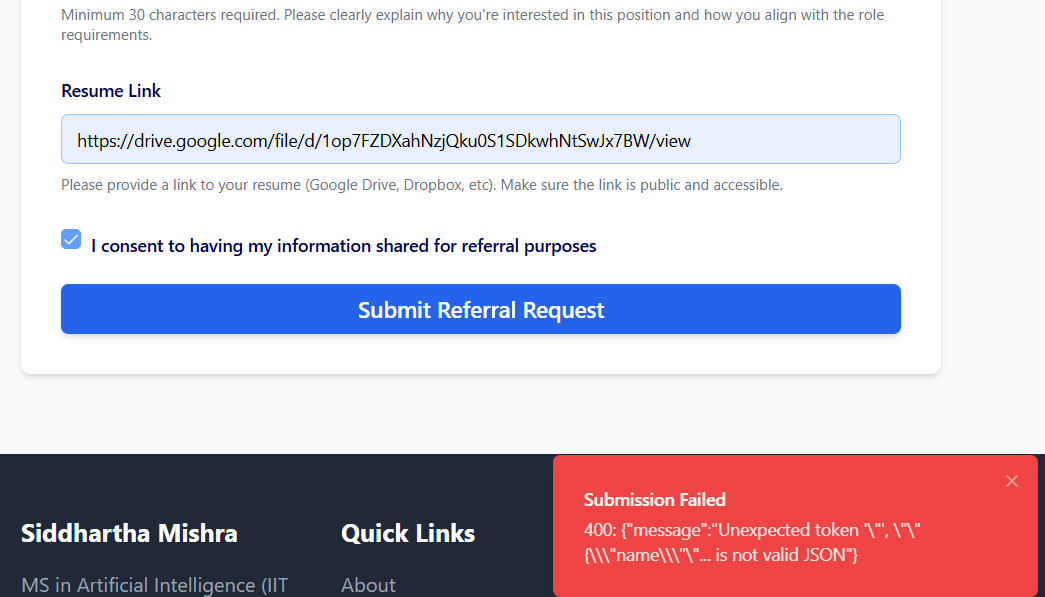 Minimum 30 characters required. Please clearly explain why you're interested in this position and how you align with the role
requirements.
Resume Link
https://drive.google.com/file/d/1op7FZDXahNzjQku0S1SDkwhNtSwJx7BW/view
Please provide a link to your resume (Google Drive, Dropbox, etc). Make sure the link is public and accessible.
I consent to having my information shared for referral purposes
Submit Referral Request
Siddhartha Mishra
MS in Artificial Intelligence (IIT
Quick Links
About
Submission Failed
400: {"message":"Unexpected token '\"', \"\"
{\\\"name\\\"\"... is not valid JSON"}